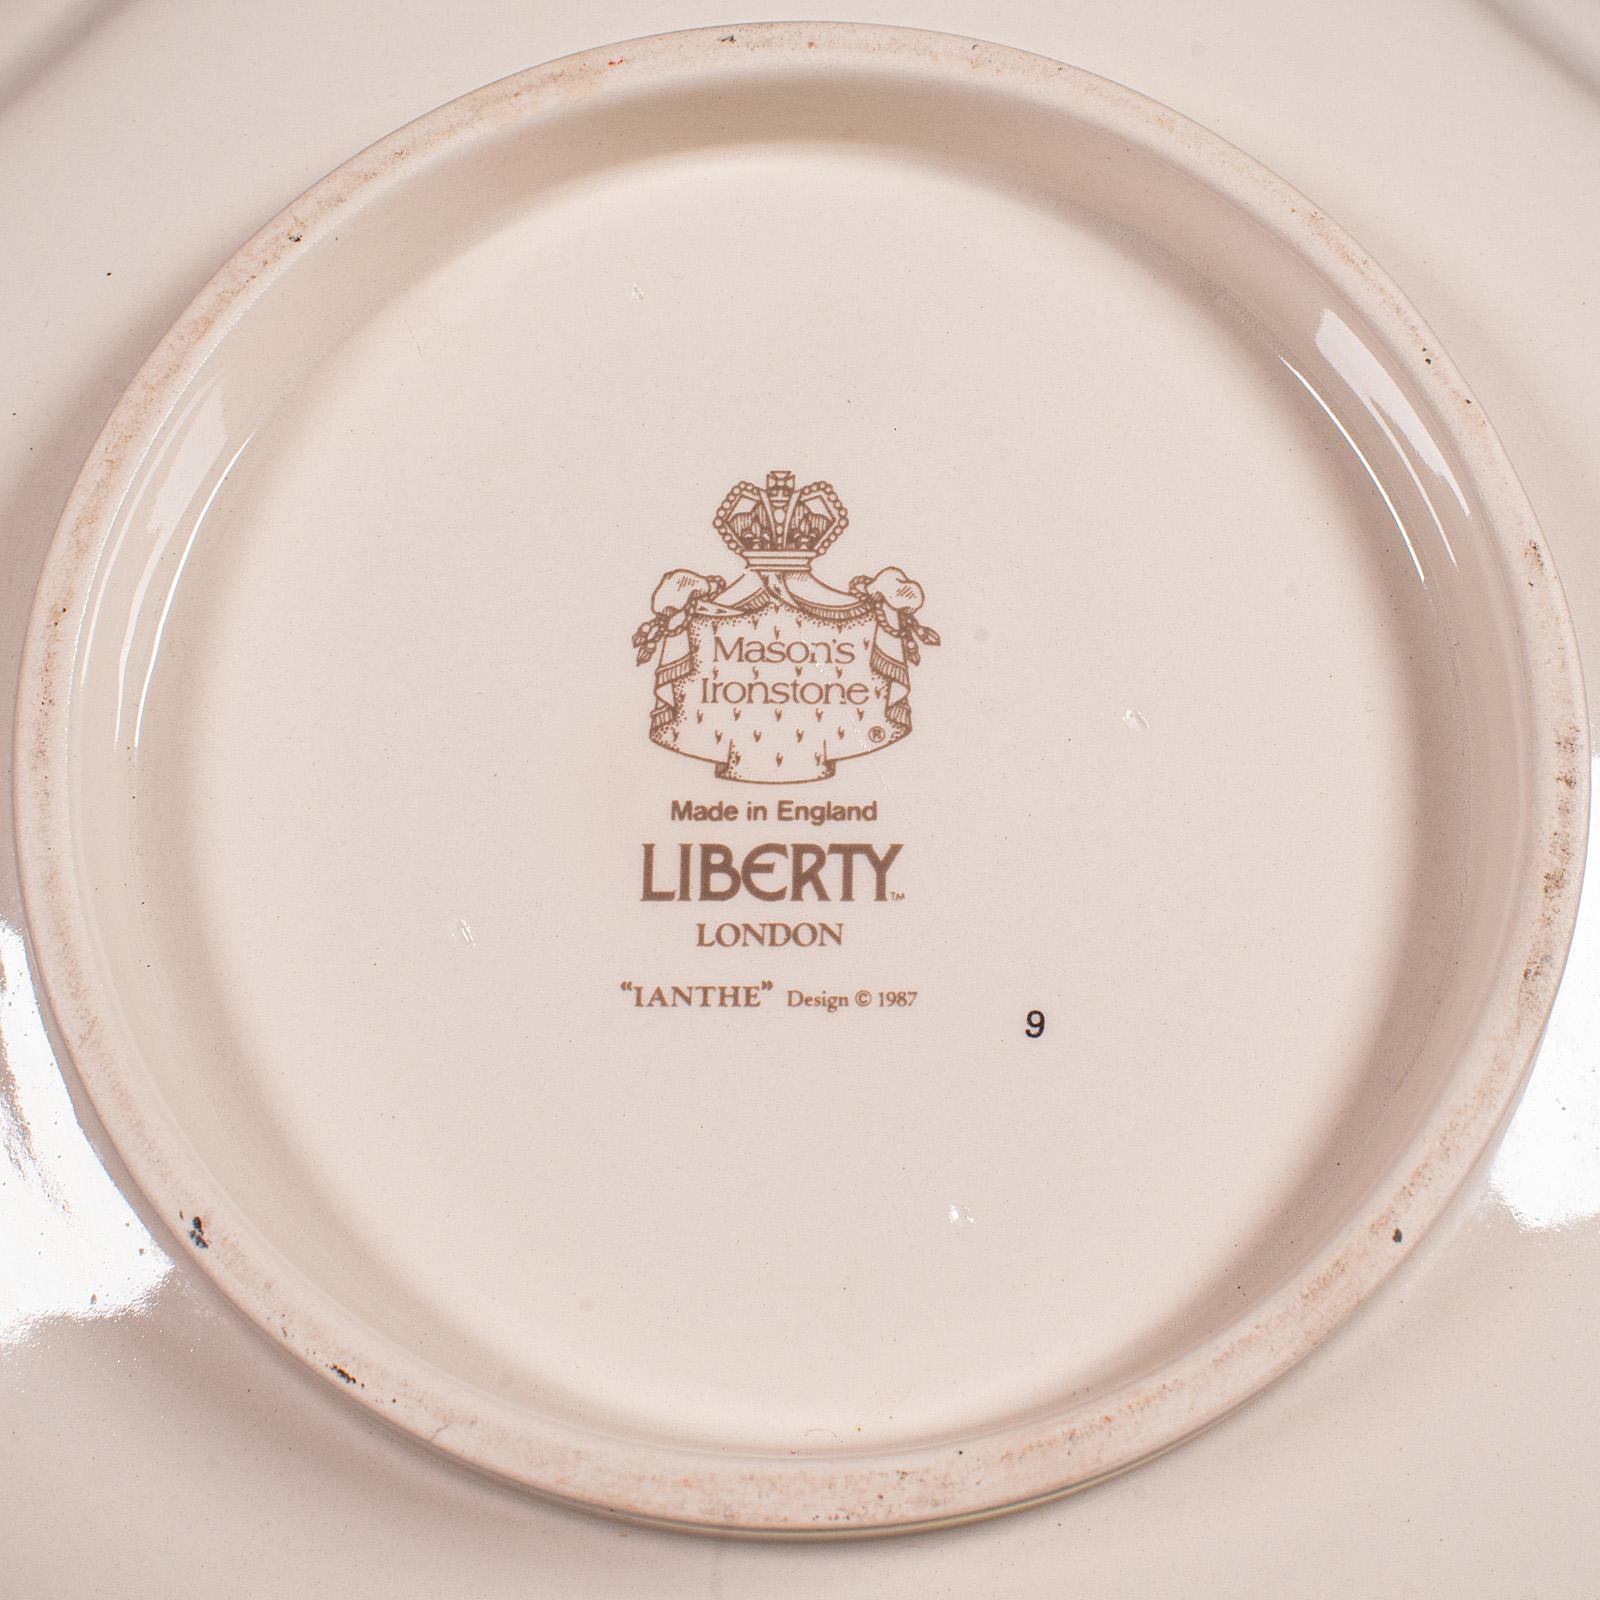 Mason's
Ironstone
®
Made in England
LIBERTY™
LONDON
“IANTHE” Design © 1987
9